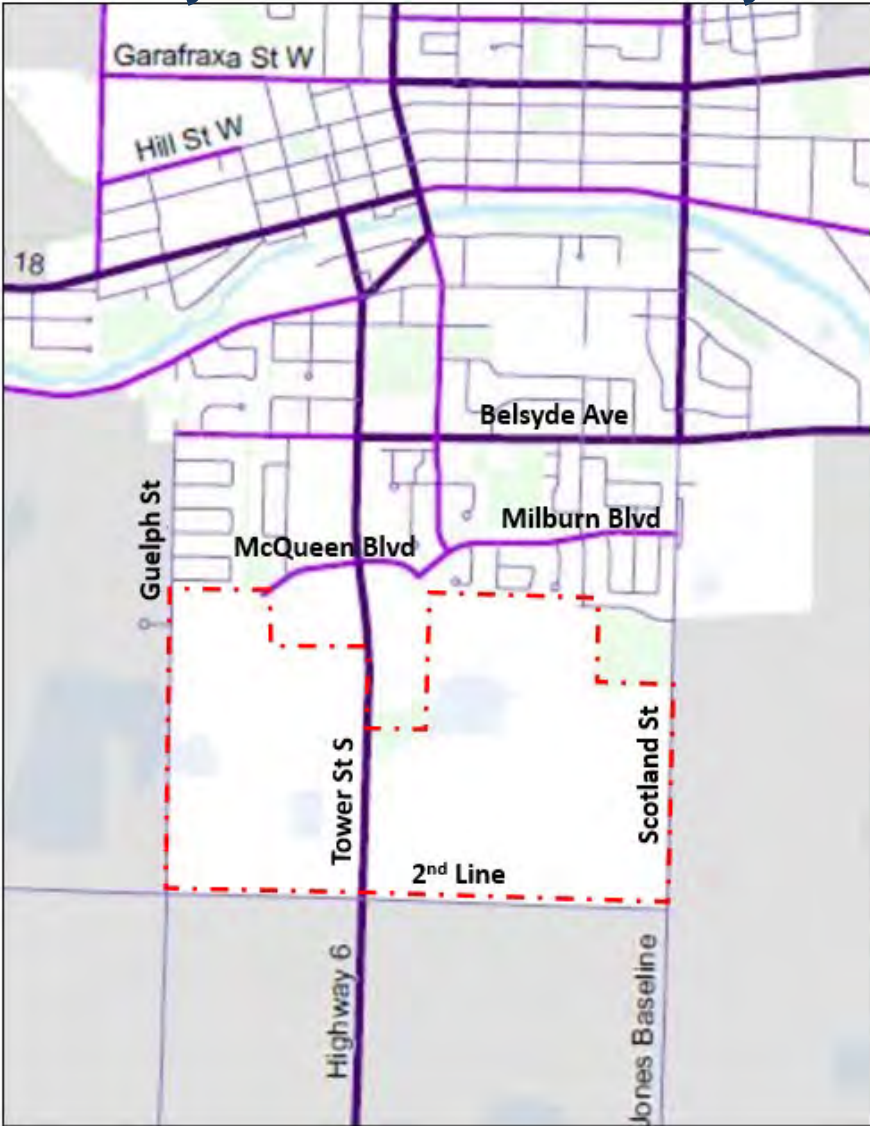 Garafraxa St W
Hill St W
18
Belsyde Ave
Guelph St
Milburn Blvd
McQueen Blvd
Tower St S
Scotland St
2nd Line
Highway 6
Jones Baseline